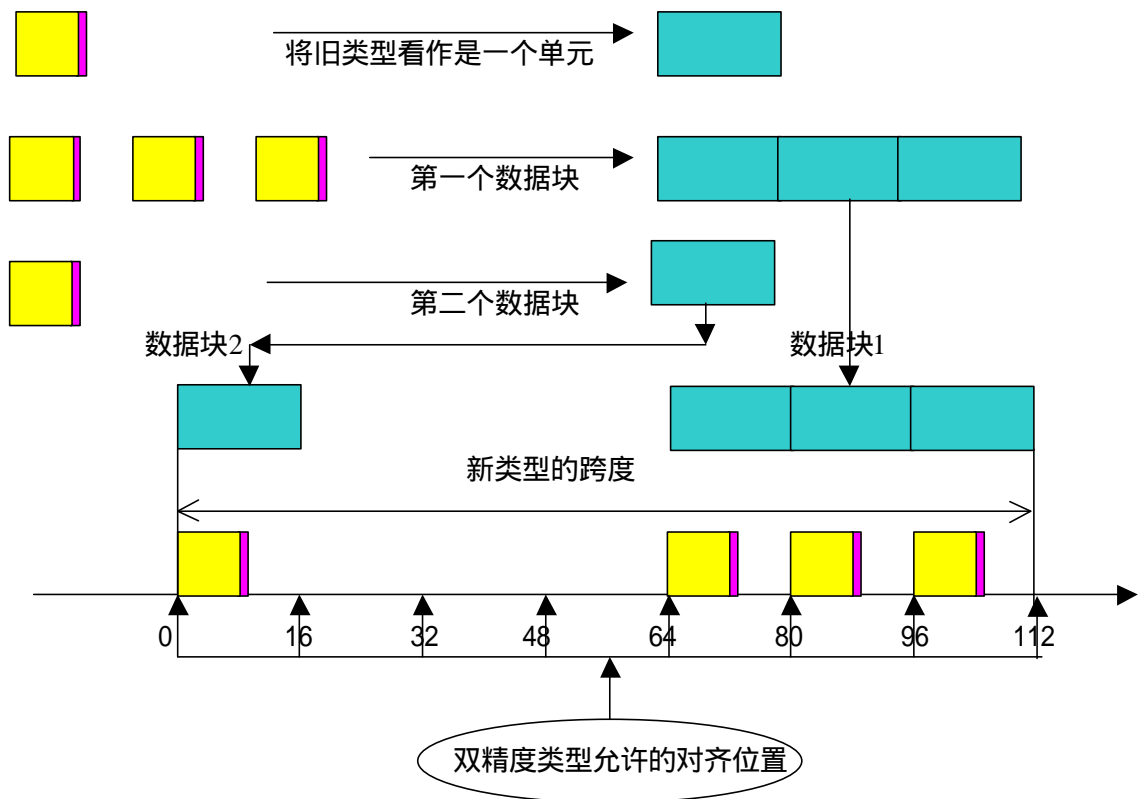 将旧类型看作是一个单元
第一个数据块
第二个数据块
数据块2
数据块1
新类型的跨度
0 16 32 48 64 80 96 112
双精度类型允许的对齐位置